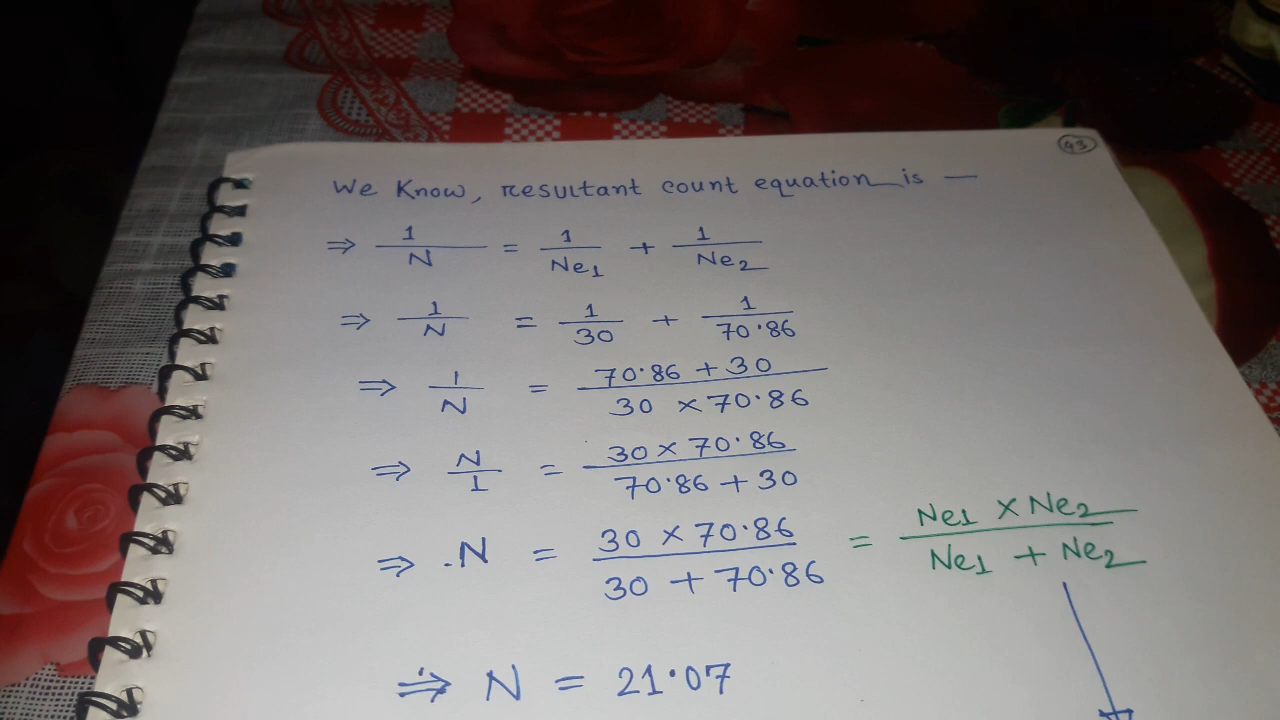 43
We Know, resultant count equation is —
⇒ 1/N = 1/Ne1 + 1/Ne2
⇒ 1/N = 1/30 + 1/70.86
⇒ 1/N = 70.86 + 30 / 30 × 70.86
⇒ N/1 = 30 × 70.86 / 70.86 + 30
⇒ N = 30 × 70.86 / 30 + 70.86 = Ne1 × Ne2 / Ne1 + Ne2
⇒ N = 21.07